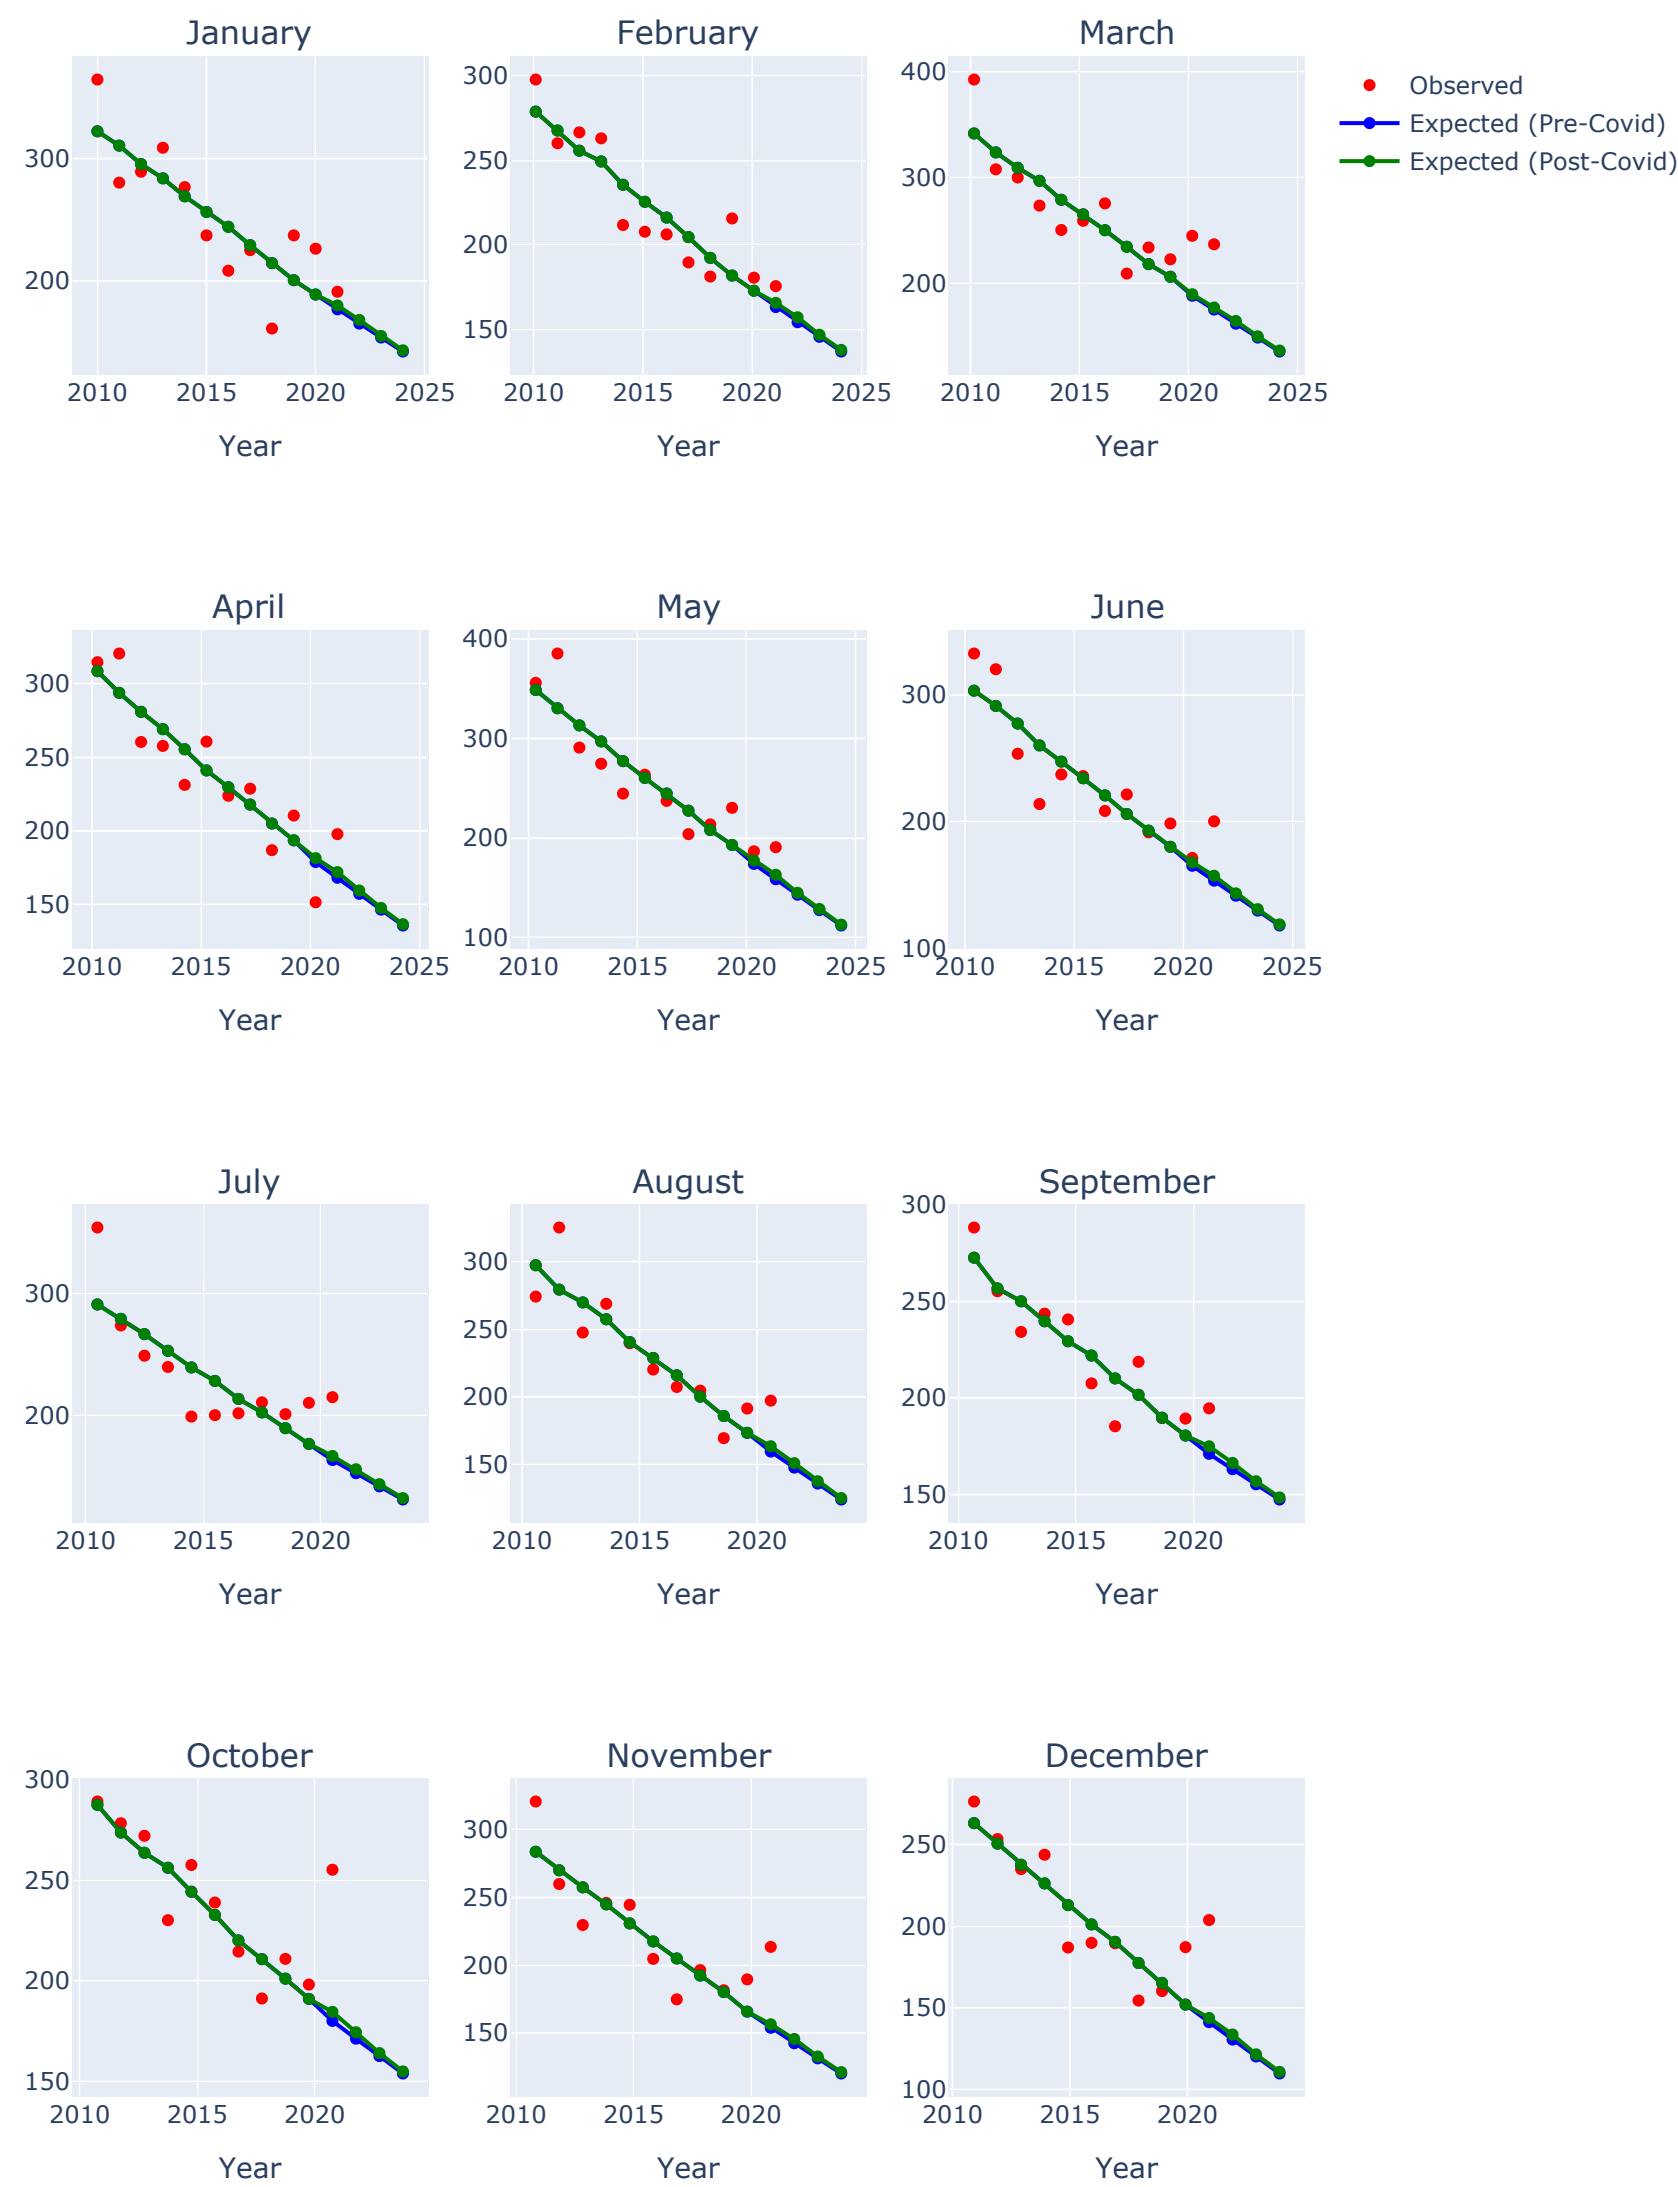 January February March
300
200
2010 2015 2020 2025
Year
300
250
200
150
2010 2015 2020 2025
Year
400
300
200
2010 2015 2020 2025
Year
Observed
Expected (Pre-Covid)
Expected (Post-Covid)
April May June
300
250
200
150
2010 2015 2020 2025
Year
400
300
200
100
2010 2015 2020 2025
Year
300
200
100
2010 2015 2020 2025
Year
July August September
300
200
2010 2015 2020
Year
300
250
200
150
2010 2015 2020
Year
300
250
200
150
2010 2015 2020
Year
October November December
300
250
200
150
2010 2015 2020
Year
300
250
200
150
2010 2015 2020
Year
250
200
150
100
2010 2015 2020
Year